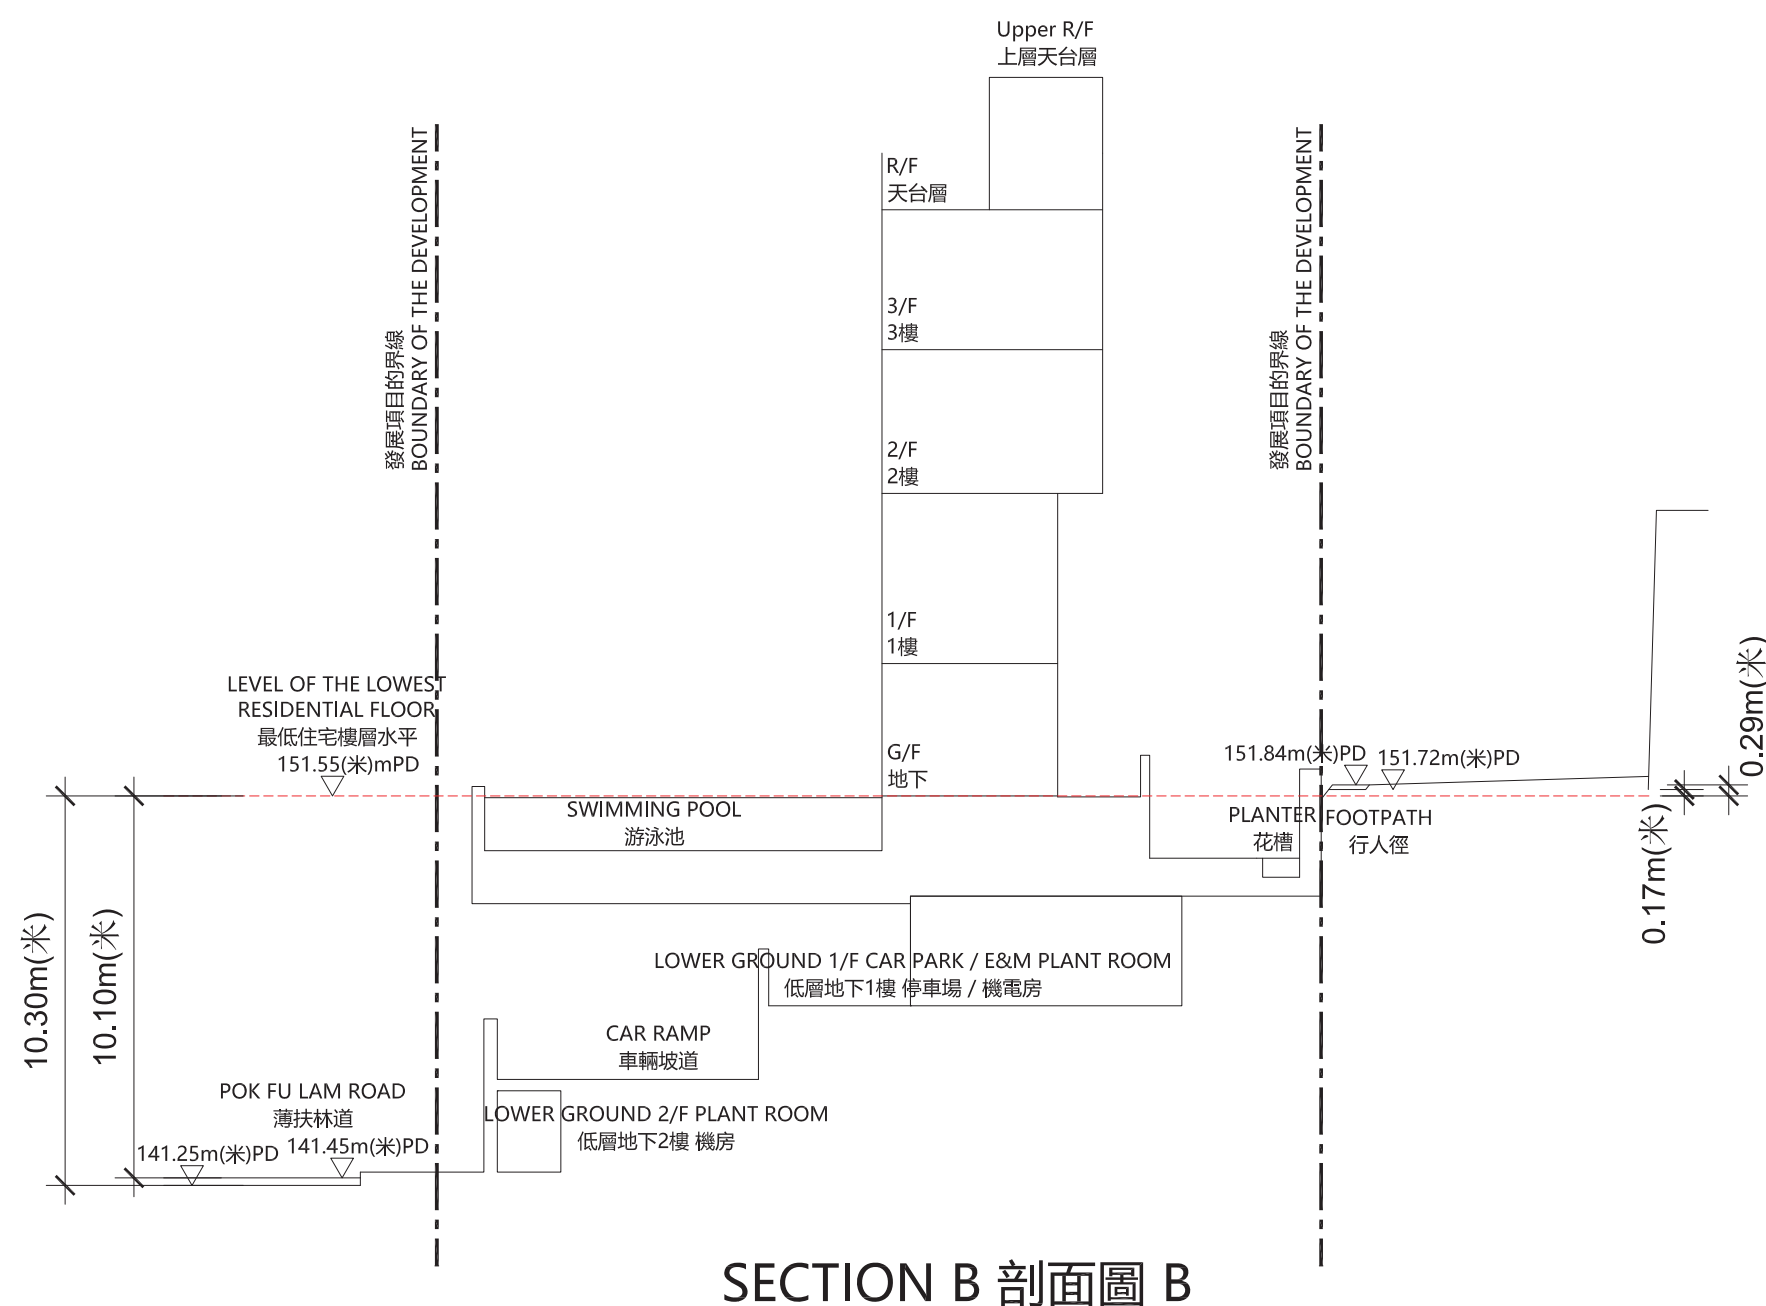 Upper R/F
上層天台層
R/F
天台層
發展項目的界線
BOUNDARY OF THE DEVELOPMENT
發展項目的界線
BOUNDARY OF THE DEVELOPMENT
3/F
3樓
2/F
2樓
1/F
1樓
LEVEL OF THE LOWEST
RESIDENTIAL FLOOR
最低住宅樓層水平
151.55(米)mPD
G/F
地下
151.84m(米)PD
151.72m(米)PD
0.29m(米)
SWIMMING POOL
游泳池
PLANTER
花槽
FOOTPATH
行人徑
0.17m(米)
10.30m(米)
10.10m(米)
LOWER GROUND 1/F CAR PARK / E&M PLANT ROOM
低層地下1樓 停車場 / 機電房
CAR RAMP
車輛坡道
POK FU LAM ROAD
薄扶林道
141.25m(米)PD
141.45m(米)PD
LOWER GROUND 2/F PLANT ROOM
低層地下2樓 機房
SECTION B 剖面圖 B